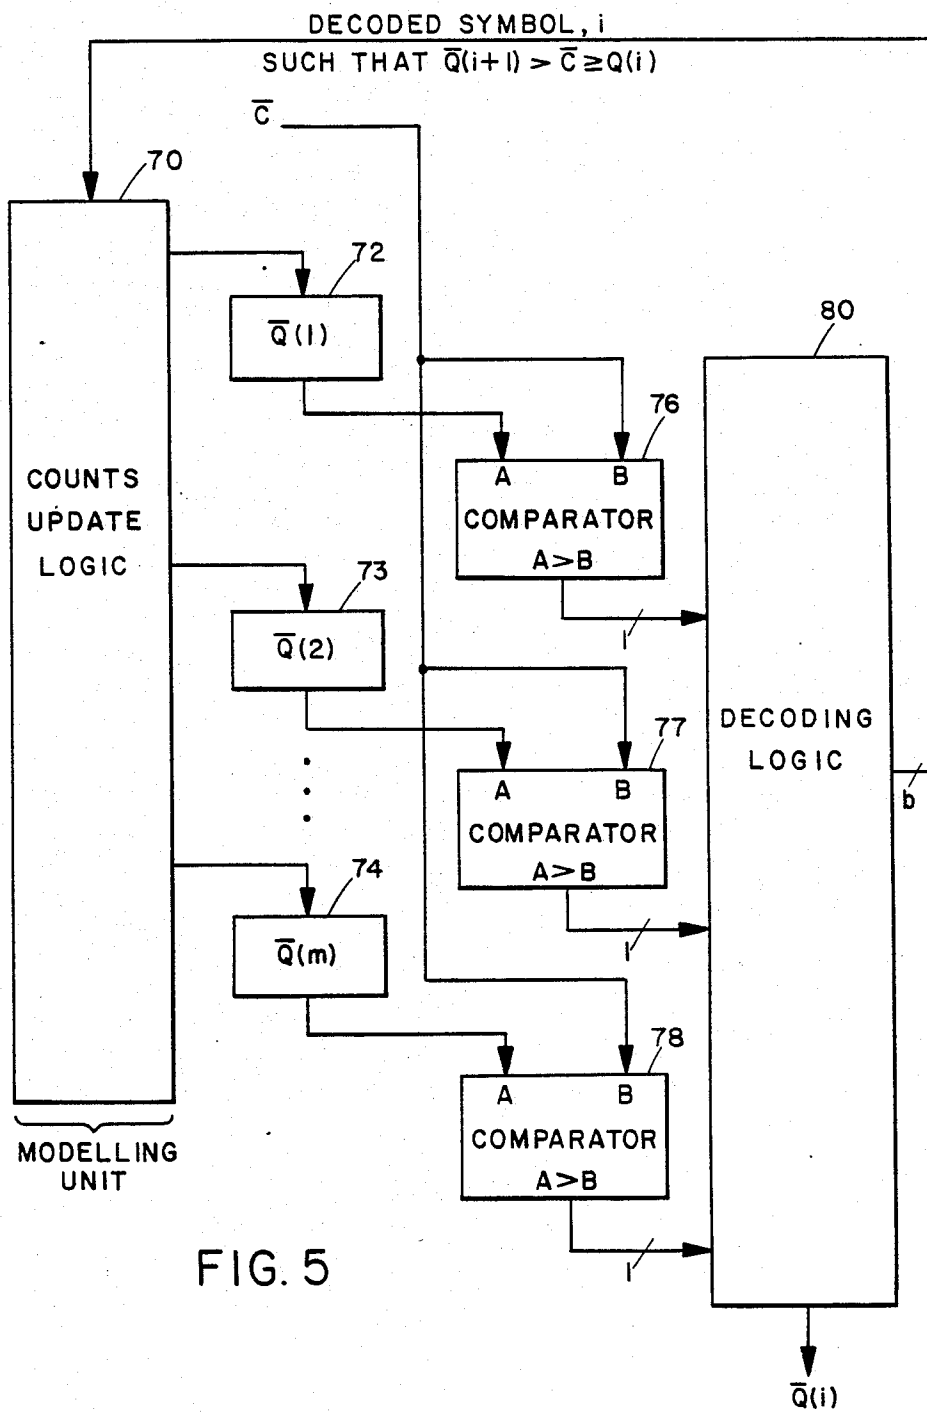 DECODED SYMBOL, i
SUCH THAT Q̅(i+1) > C̅ ≥ Q(i)
C̅
70
72
Q̅(1)
80
76
A B
COMPARATOR
A>B
1
COUNTS
UPDATE
LOGIC
73
Q̅(2)
77
A B
COMPARATOR
A>B
1
DECODING
LOGIC
b
74
Q̅(m)
78
A B
COMPARATOR
A>B
1
MODELLING
UNIT
FIG. 5
Q̅(i)